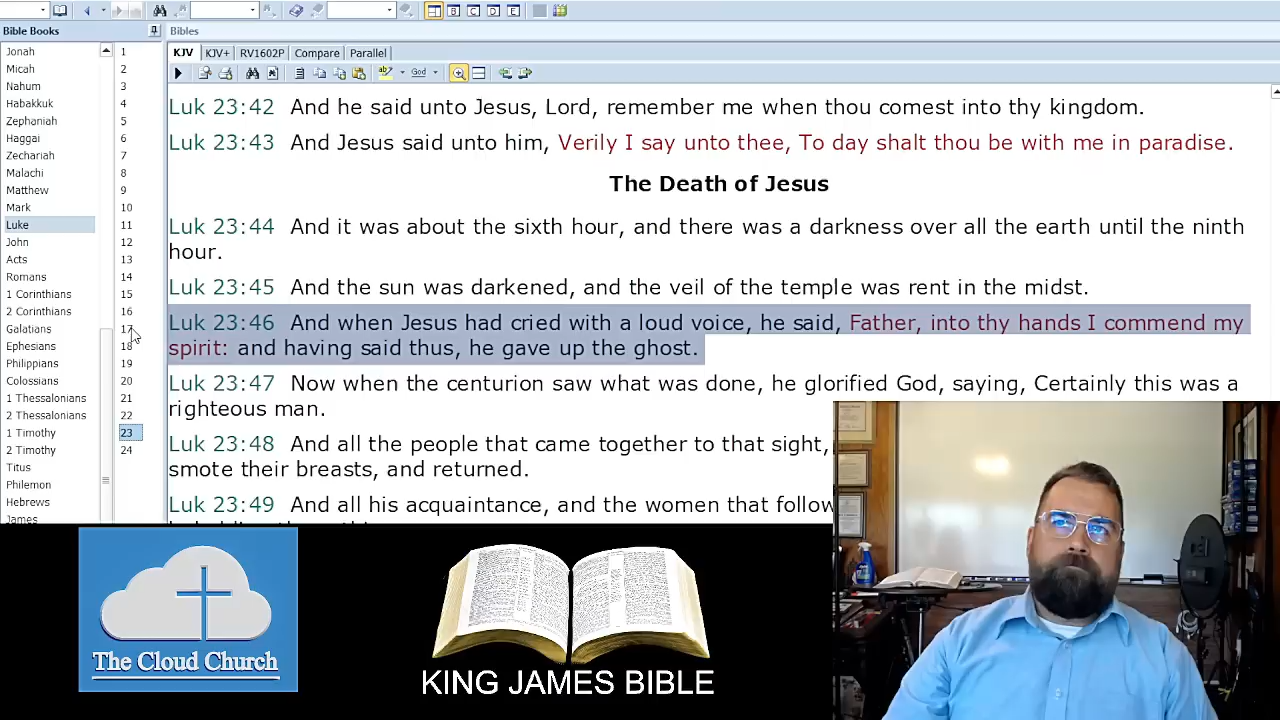 Bible Books
Bibles
Jonah
Micah
Nahum
Habakkuk
Zephaniah
Haggai
Zechariah
Malachi
Matthew
Mark
Luke
John
Acts
Romans
1 Corinthians
2 Corinthians
Galatians
Ephesians
Philippians
Colossians
1 Thessalonians
2 Thessalonians
1 Timothy
2 Timothy
Titus
Philemon
Hebrews
James
1
2
3
4
5
6
7
8
9
10
11
12
13
14
15
16
17
18
19
20
21
22
23
24
B C D E
KJV KJV+ RV1602P Compare Parallel
God
Luk 23:42 And he said unto Jesus, Lord, remember me when thou comest into thy kingdom.
Luk 23:43 And Jesus said unto him, Verily I say unto thee, To day shalt thou be with me in paradise.
The Death of Jesus
Luk 23:44 And it was about the sixth hour, and there was a darkness over all the earth until the ninth
hour.
Luk 23:45 And the sun was darkened, and the veil of the temple was rent in the midst.
Luk 23:46 And when Jesus had cried with a loud voice, he said, Father, into thy hands I commend my
spirit: and having said thus, he gave up the ghost.
Luk 23:47 Now when the centurion saw what was done, he glorified God, saying, Certainly this was a
righteous man.
Luk 23:48 And all the people that came together to that sight,
smote their breasts, and returned.
Luk 23:49 And all his acquaintance, and the women that follow
The Cloud Church
KING JAMES BIBLE